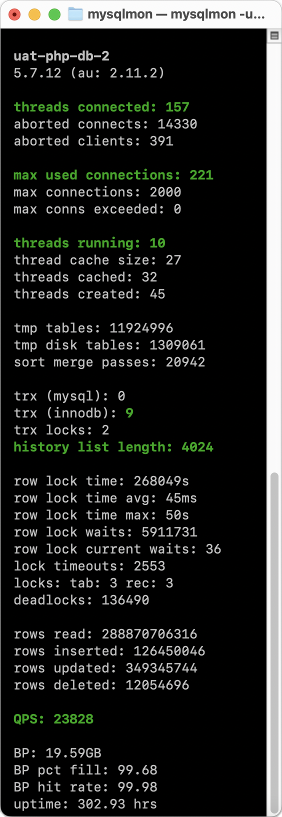 mysqlmon — mysqlmon -u...
uat-php-db-2
5.7.12 (au: 2.11.2)
threads connected: 157
aborted connects: 14330
aborted clients: 391
max used connections: 221
max connections: 2000
max conns exceeded: 0
threads running: 10
thread cache size: 27
threads cached: 32
threads created: 45
tmp tables: 11924996
tmp disk tables: 1309061
sort merge passes: 20942
trx (mysql): 0
trx (innodb): 9
trx locks: 2
history list length: 4024
row lock time: 268049s
row lock time avg: 45ms
row lock time max: 50s
row lock waits: 5911731
row lock current waits: 36
lock timeouts: 2553
locks: tab: 3 rec: 3
deadlocks: 136490
rows read: 288870706316
rows inserted: 126450046
rows updated: 349345744
rows deleted: 12054696
QPS: 23828
BP: 19.59GB
BP pct fill: 99.68
BP hit rate: 99.98
uptime: 302.93 hrs